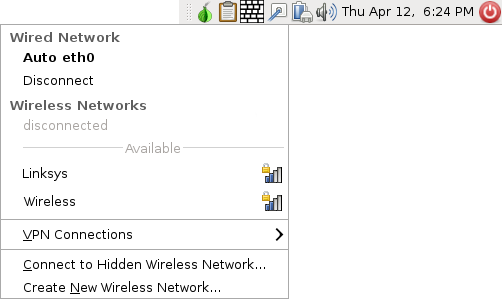 Thu Apr 12, 6:24 PM
Wired Network
Auto eth0
Disconnect
Wireless Networks
disconnected
Available
Linksys
Wireless
VPN Connections
Connect to Hidden Wireless Network...
Create New Wireless Network...